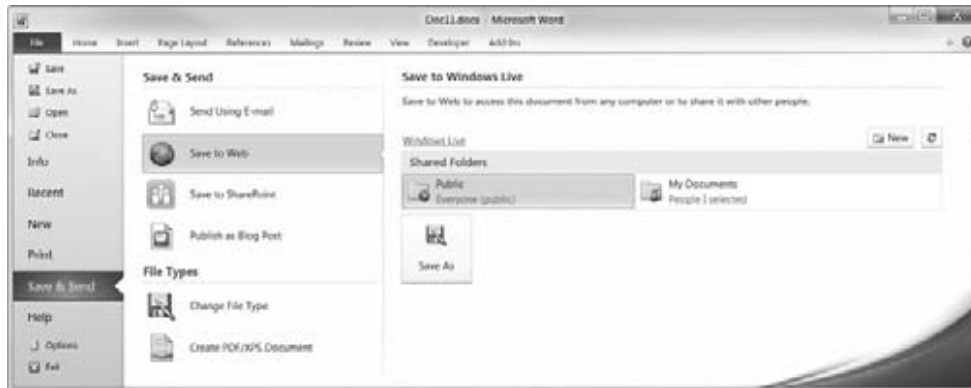 Doc11.docx - Microsoft Word
File Home Insert Page Layout References Mailings Review View Developer Add-Ins
Save
Save As
Open
Close
Info
Recent
New
Print
Save & Send
Help
Options
Exit
Save & Send
Send Using E-mail
Save to Web
Save to SharePoint
Publish as Blog Post
File Types
Change File Type
Create PDF/XPS Document
Save to Windows Live
Save to Web to access this document from any computer or to share it with other people.
Windows Live
New
Shared Folders
Public
Everyone (public)
My Documents
People I selected
Save As